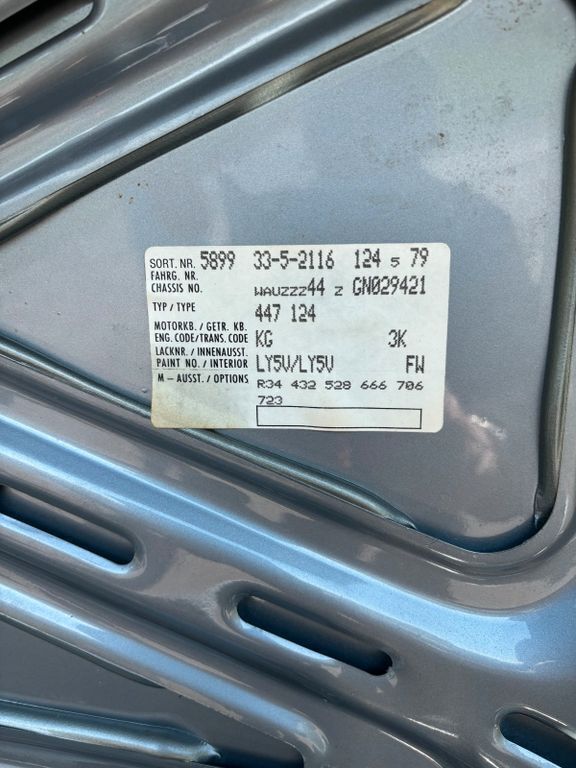 SORT. NR. 5899 33-5-2116 124 S 79
FAHRG. NR.
CHASSIS NO. WAUZZZ44 Z GN029421
TYP / TYPE 447 124
MOTORKB. / GETR. KB.
ENG. CODE/TRANS. CODE KG 3K
LACKNR. / INNENAUSST.
PAINT NO. / INTERIOR LY5V/LY5V FW
M – AUSST. / OPTIONS R34 432 528 666 706
723